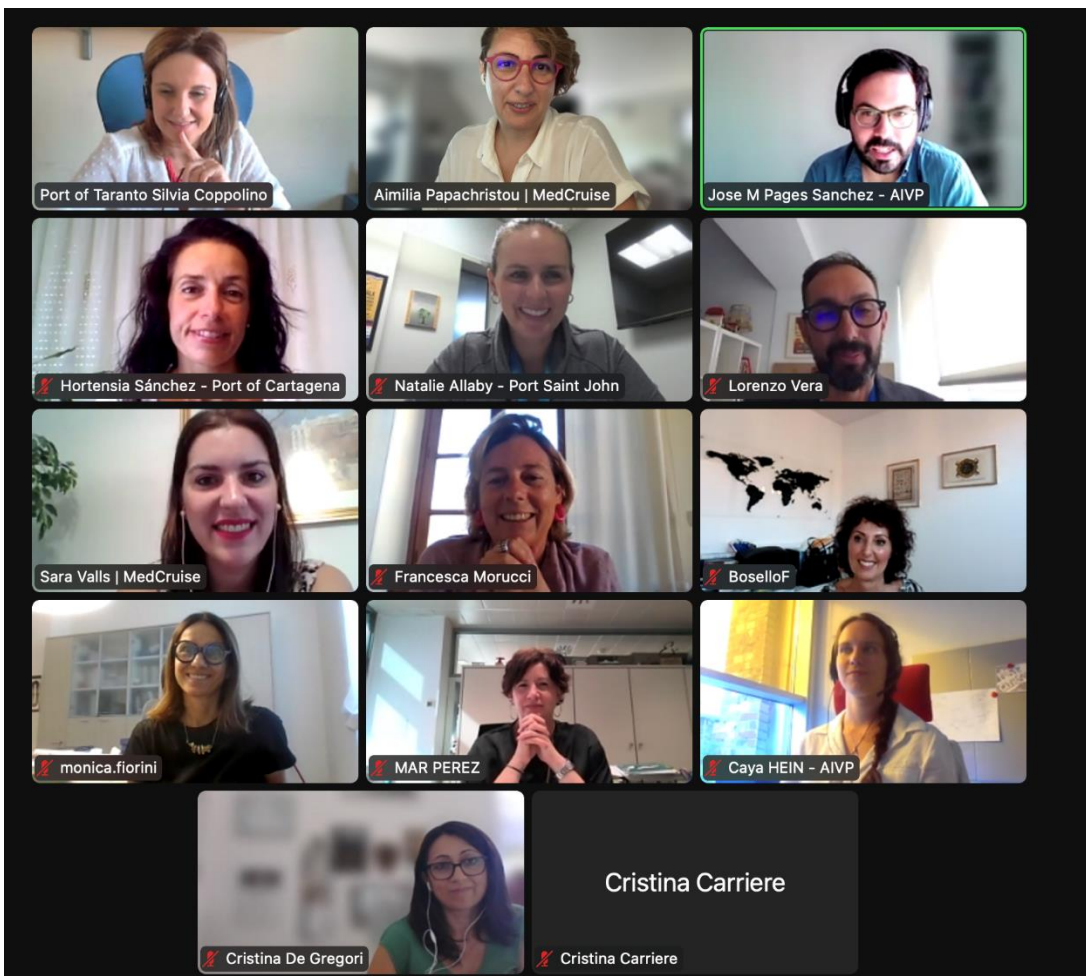 Port of Taranto Silvia Coppolino
Aimilia Papachristou | MedCruise
Jose M Pages Sanchez - AIVP
Hortensia Sánchez - Port of Cartagena
Natalie Allaby - Port Saint John
Lorenzo Vera
Sara Valls | MedCruise
Francesca Morucci
BoselloF
monica.fiorini
MAR PEREZ
Caya HEIN - AIVP
Cristina De Gregori
Cristina Carriere
Cristina Carriere